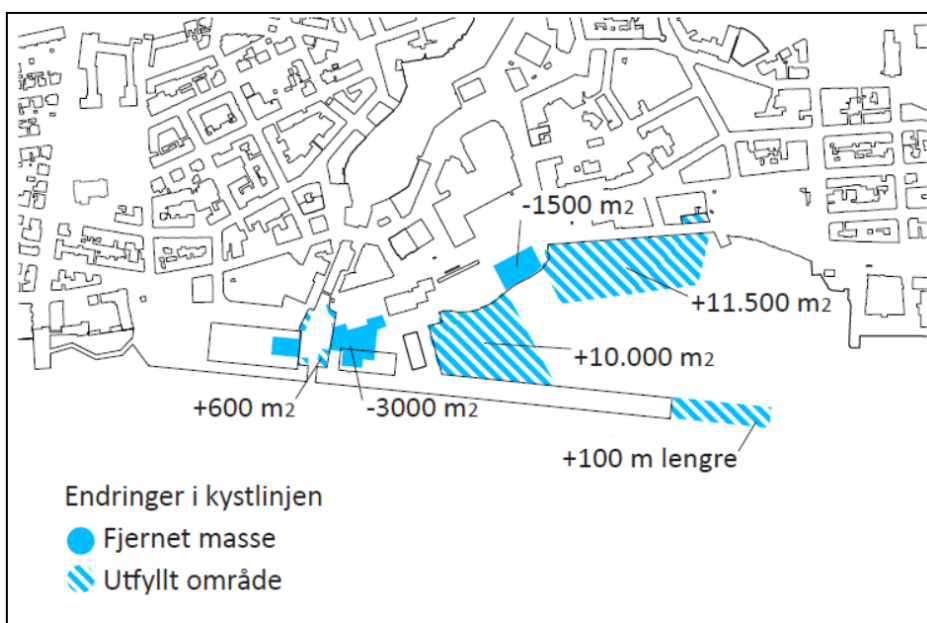 -1500 m2
+11.500 m2
+10.000 m2
+600 m2
-3000 m2
+100 m lengre
Endringer i kystlinjen
Fjernet masse
Utfyllt område